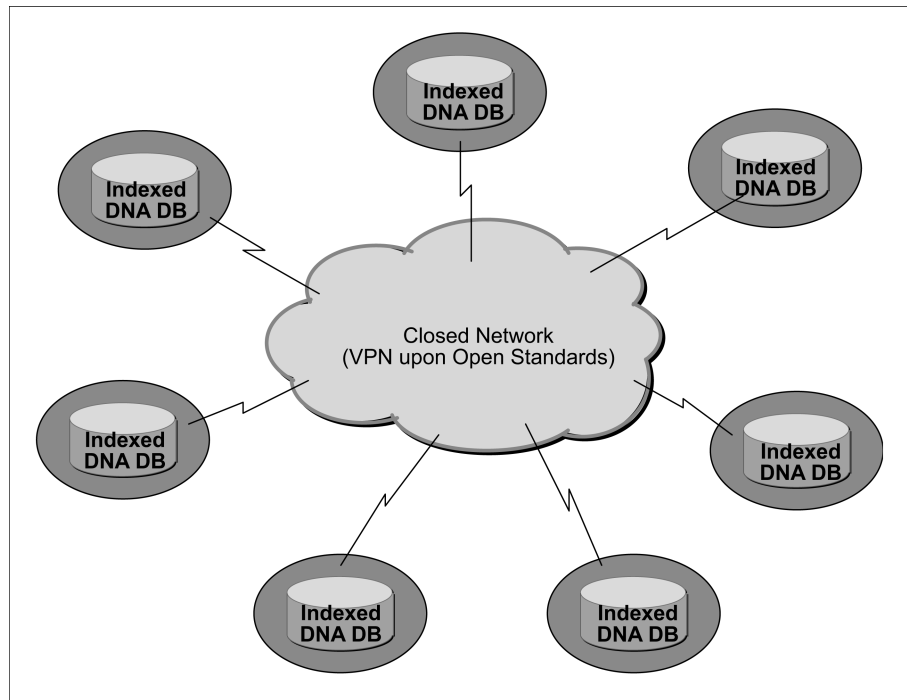 Indexed
DNA DB
Indexed
DNA DB
Indexed
DNA DB
Closed Network
(VPN upon Open Standards)
Indexed
DNA DB
Indexed
DNA DB
Indexed
DNA DB
Indexed
DNA DB